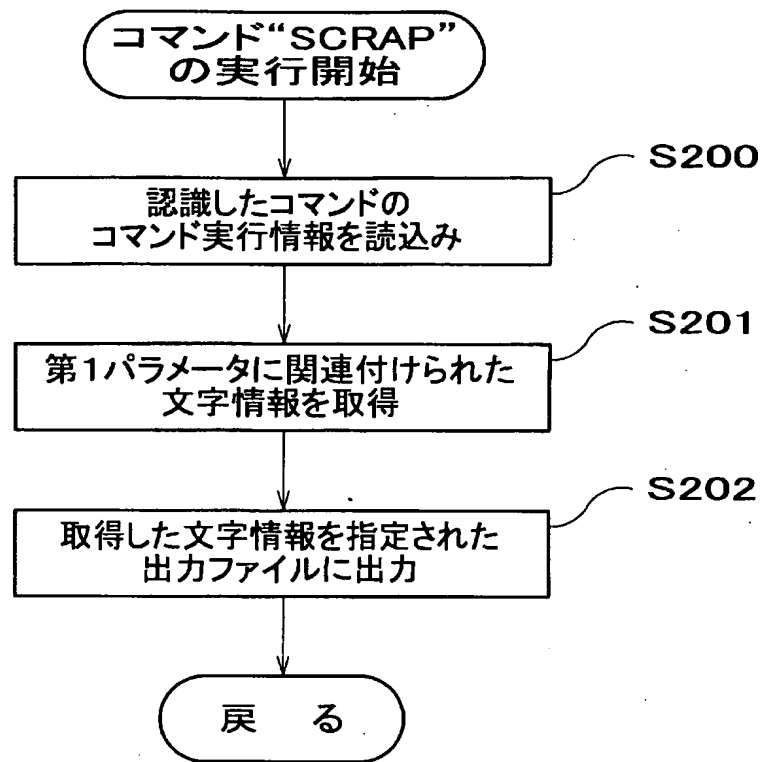 コマンド“SCRAP”
の実行開始
S200
認識したコマンドの
コマンド実行情報を読込み
S201
第1パラメータに関連付けられた
文字情報を取得
S202
取得した文字情報を指定された
出力ファイルに出力
戻 る